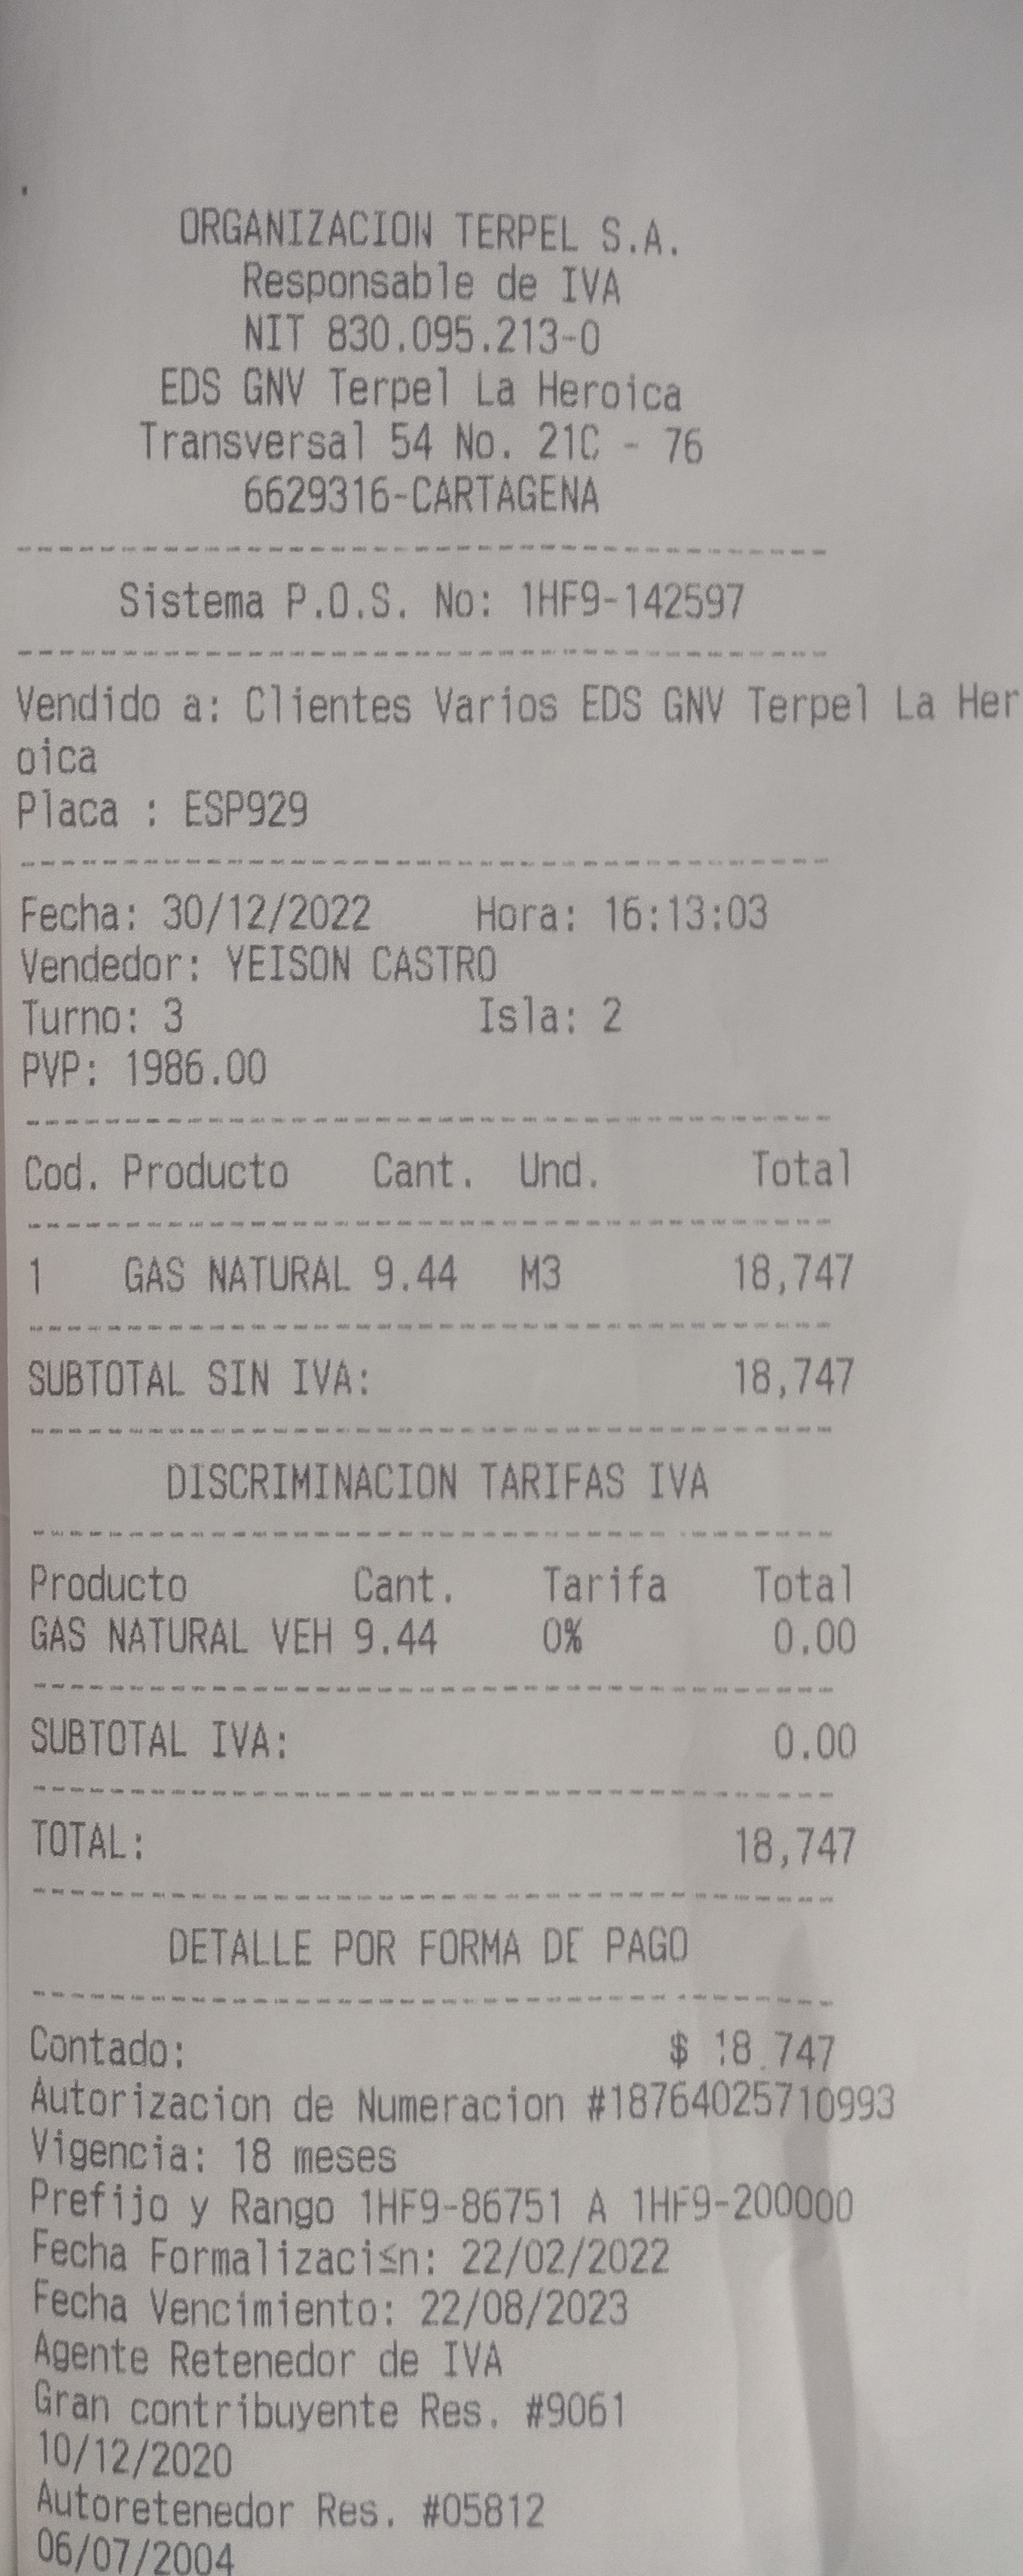 ORGANIZACION TERPEL S.A.
Responsable de IVA
NIT 830.095.213-0
EDS GNV Terpel La Heroica
Transversal 54 No. 21C - 76
6629316-CARTAGENA
Sistema P.O.S. No: 1HF9-142597
Vendido a: Clientes Varios EDS GNV Terpel La Her
oica
Placa : ESP929
Fecha: 30/12/2022 Hora: 16:13:03
Vendedor: YEISON CASTRO
Turno: 3 Isla: 2
PVP: 1986.00
Cod. Producto Cant. Und. Total
1 GAS NATURAL 9.44 M3 18,747
SUBTOTAL SIN IVA: 18,747
DISCRIMINACION TARIFAS IVA
Producto Cant. Tarifa Total
GAS NATURAL VEH 9.44 0% 0.00
SUBTOTAL IVA: 0.00
TOTAL: 18,747
DETALLE POR FORMA DE PAGO
Contado: $ 18.747
Autorizacion de Numeracion #18764025710993
Vigencia: 18 meses
Prefijo y Rango 1HF9-86751 A 1HF9-200000
Fecha Formalizaci≤n: 22/02/2022
Fecha Vencimiento: 22/08/2023
Agente Retenedor de IVA
Gran contribuyente Res. #9061
10/12/2020
Autoretenedor Res. #05812
06/07/2004